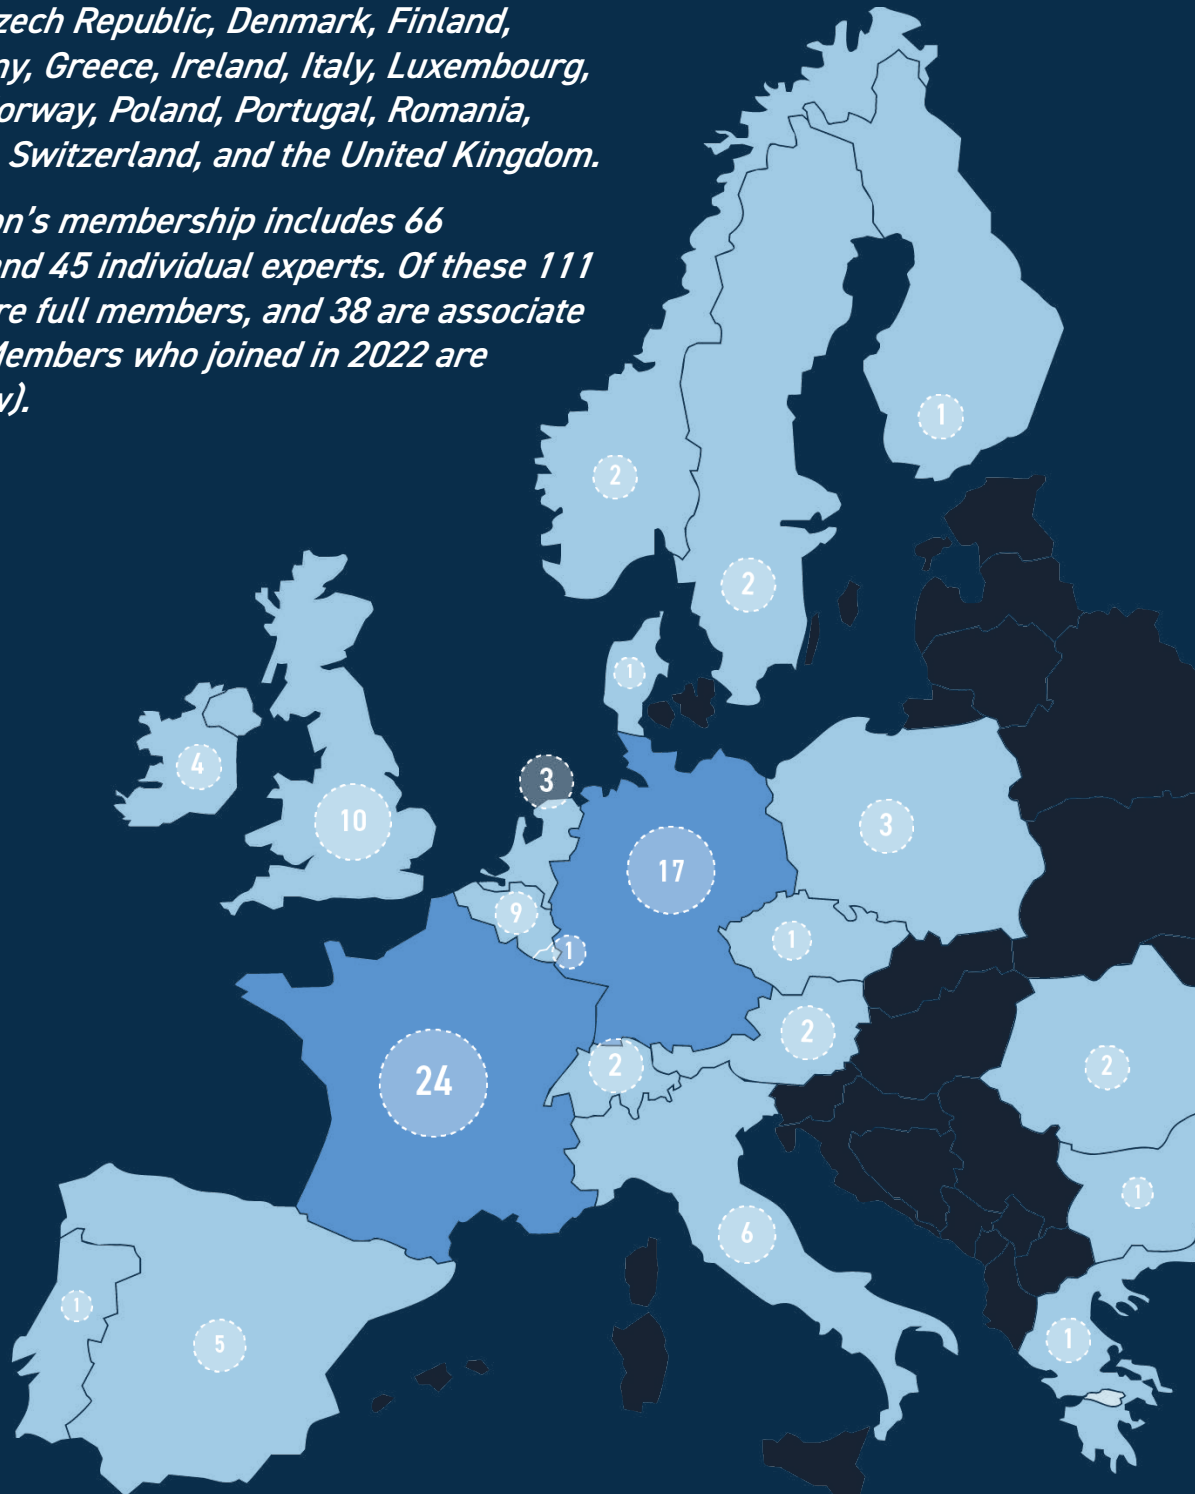 zech Republic, Denmark, Finland,
ny, Greece, Ireland, Italy, Luxembourg,
orway, Poland, Portugal, Romania,
Switzerland, and the United Kingdom.
on's membership includes 66
nd 45 individual experts. Of these 111
re full members, and 38 are associate
Members who joined in 2022 are
w).
1
2
2
1
4
3
10
3
17
9
1
1
2
2
24
2
1
6
1
1
5